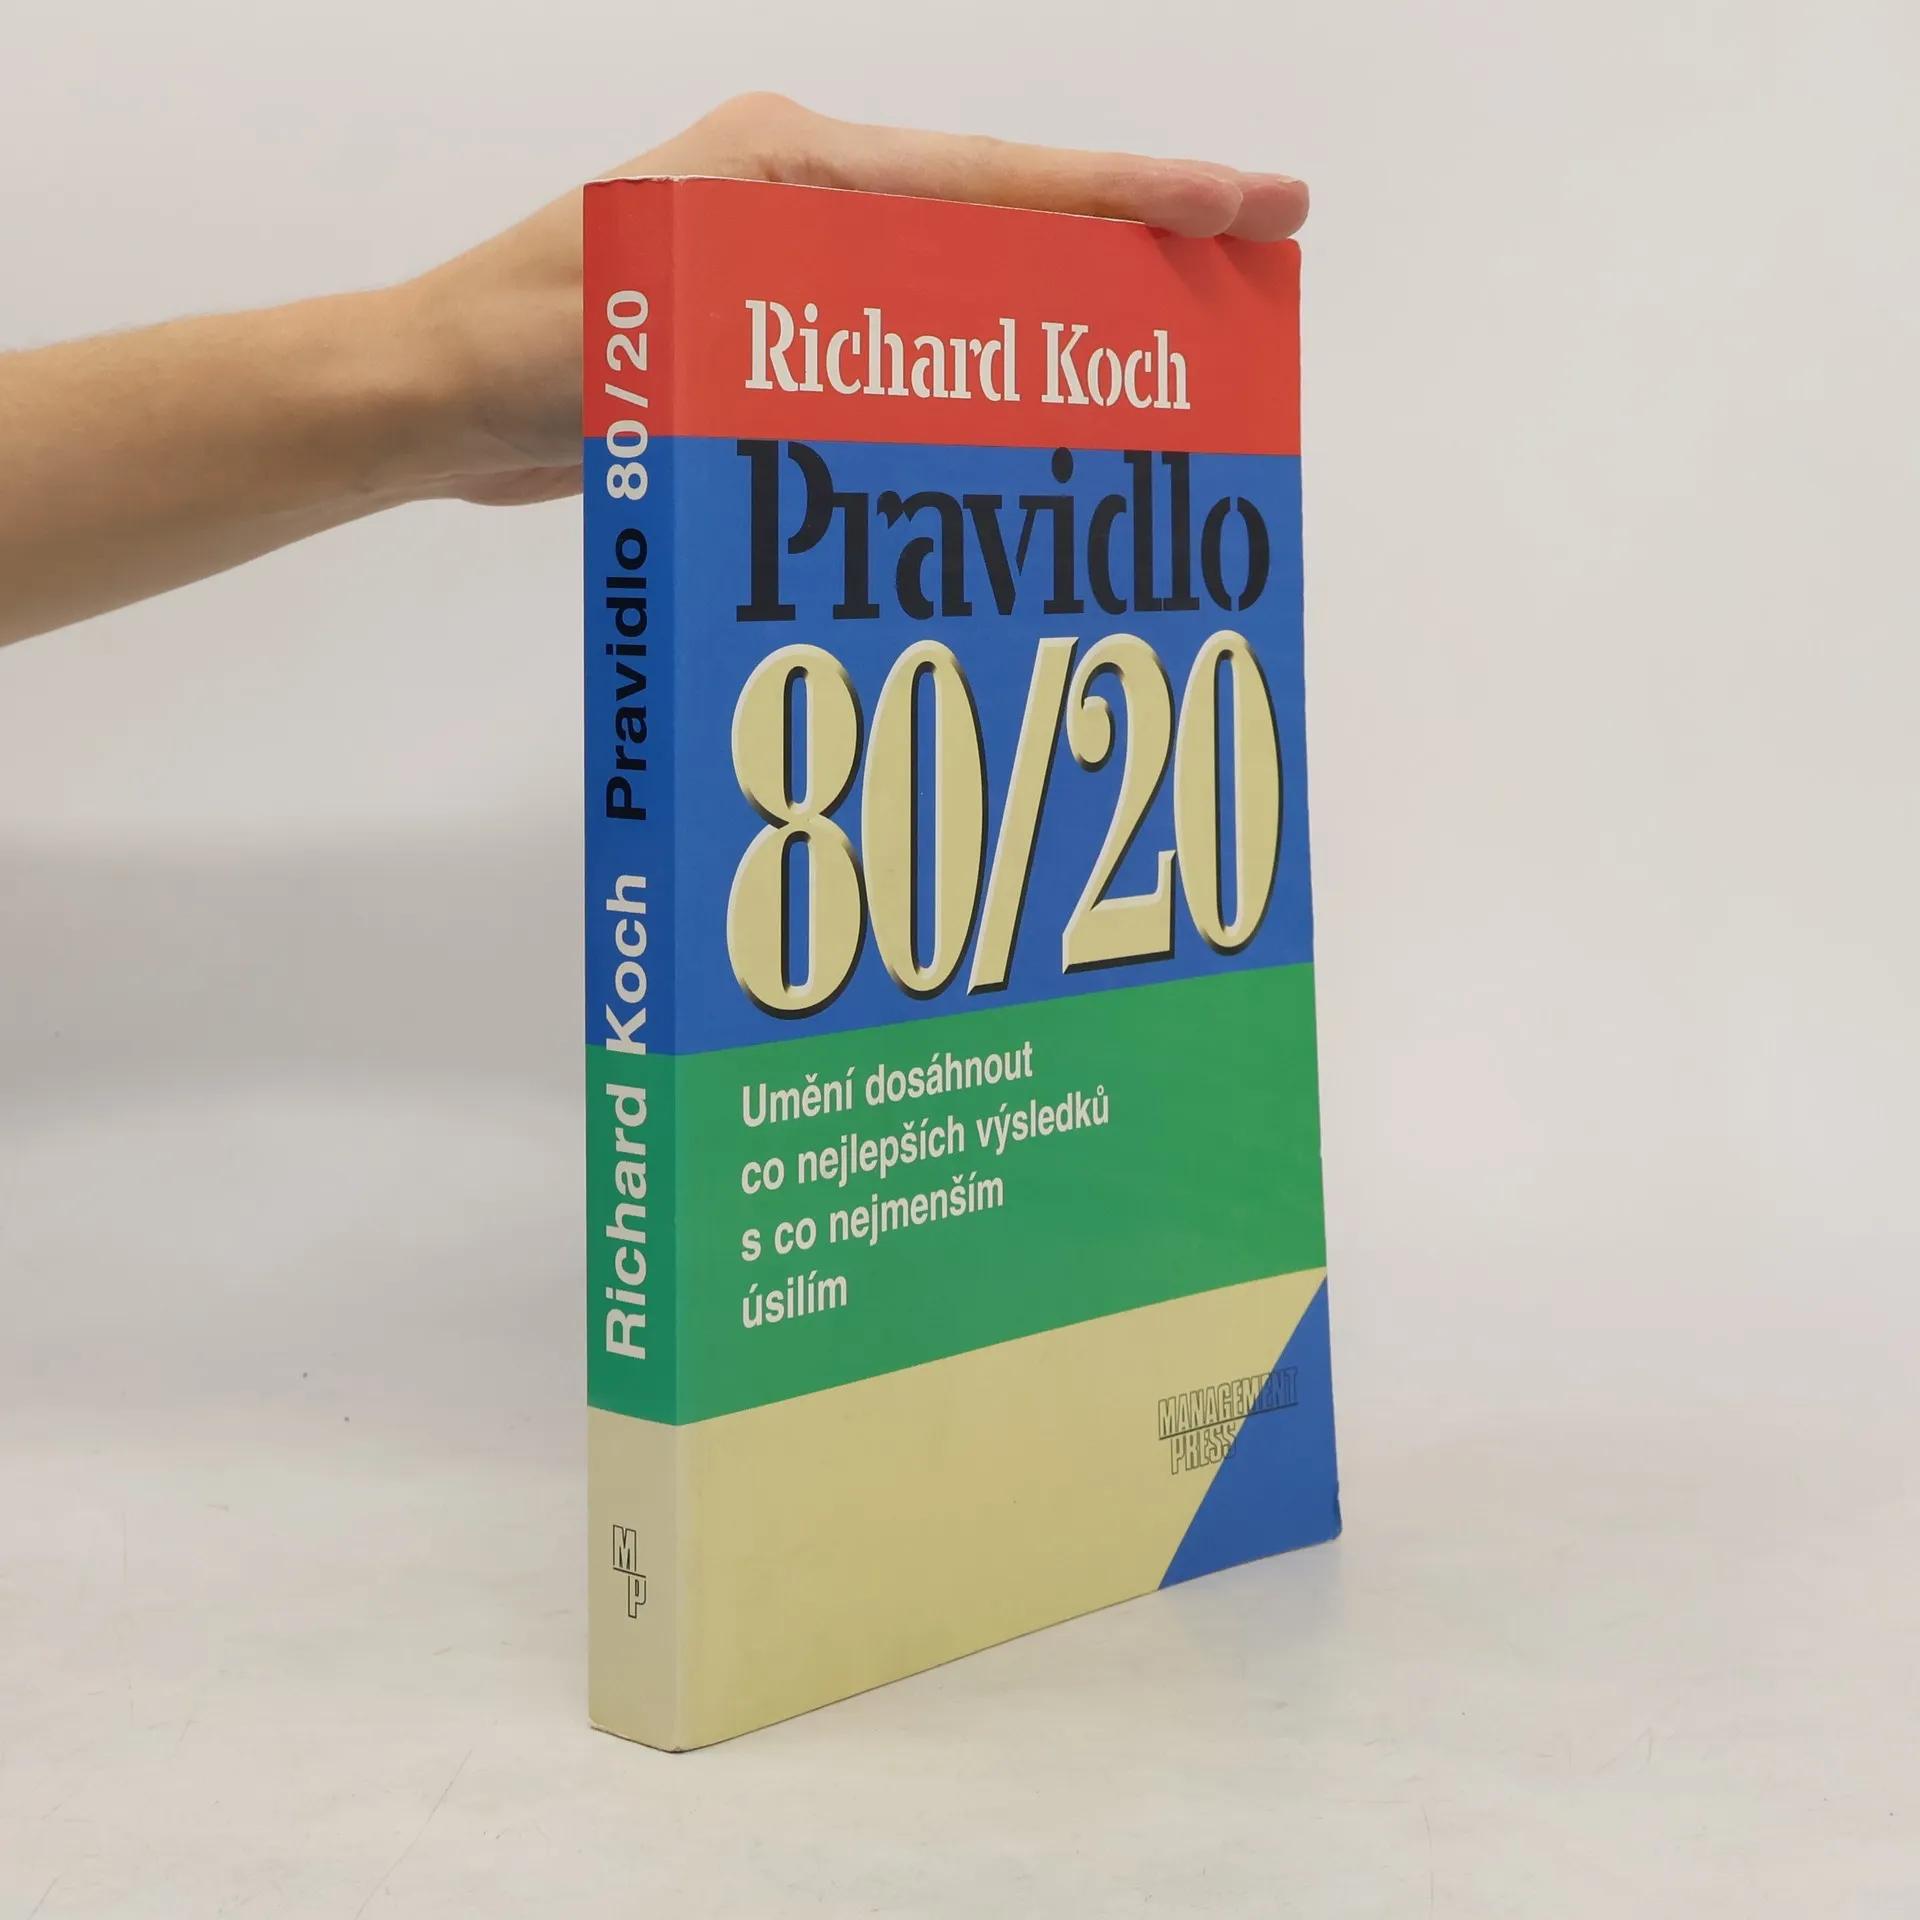 Richard Koch
Pravidlo
80/20
Umění dosáhnout
co nejlepších výsledků
s co nejmenším
úsilím
MANAGEMENT
PRESS
Richard Koch Pravidlo 80/20
M
P